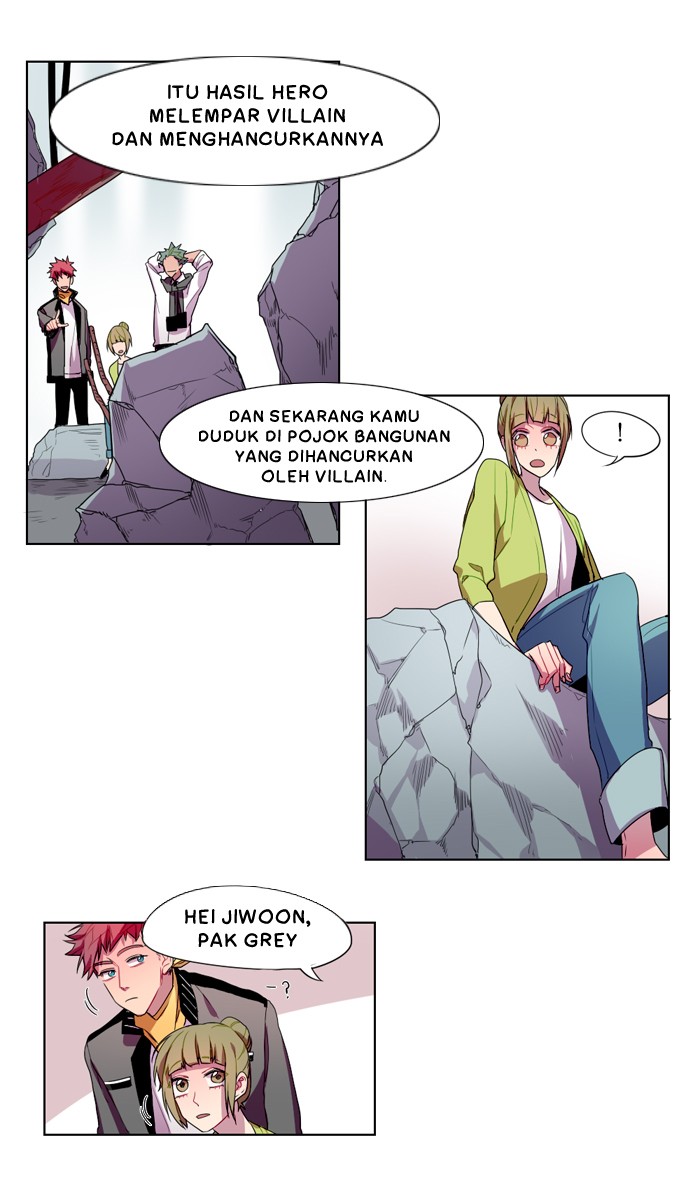 ITU HASIL HERO
MELEMPAR VILLAIN
DAN MENGHANCURKANNYA
DAN SEKARANG KAMU
DUDUK DI POJOK BANGUNAN
YANG DIHANCURKAN
OLEH VILLAIN.
!
HEI JIWOON,
PAK GREY
?